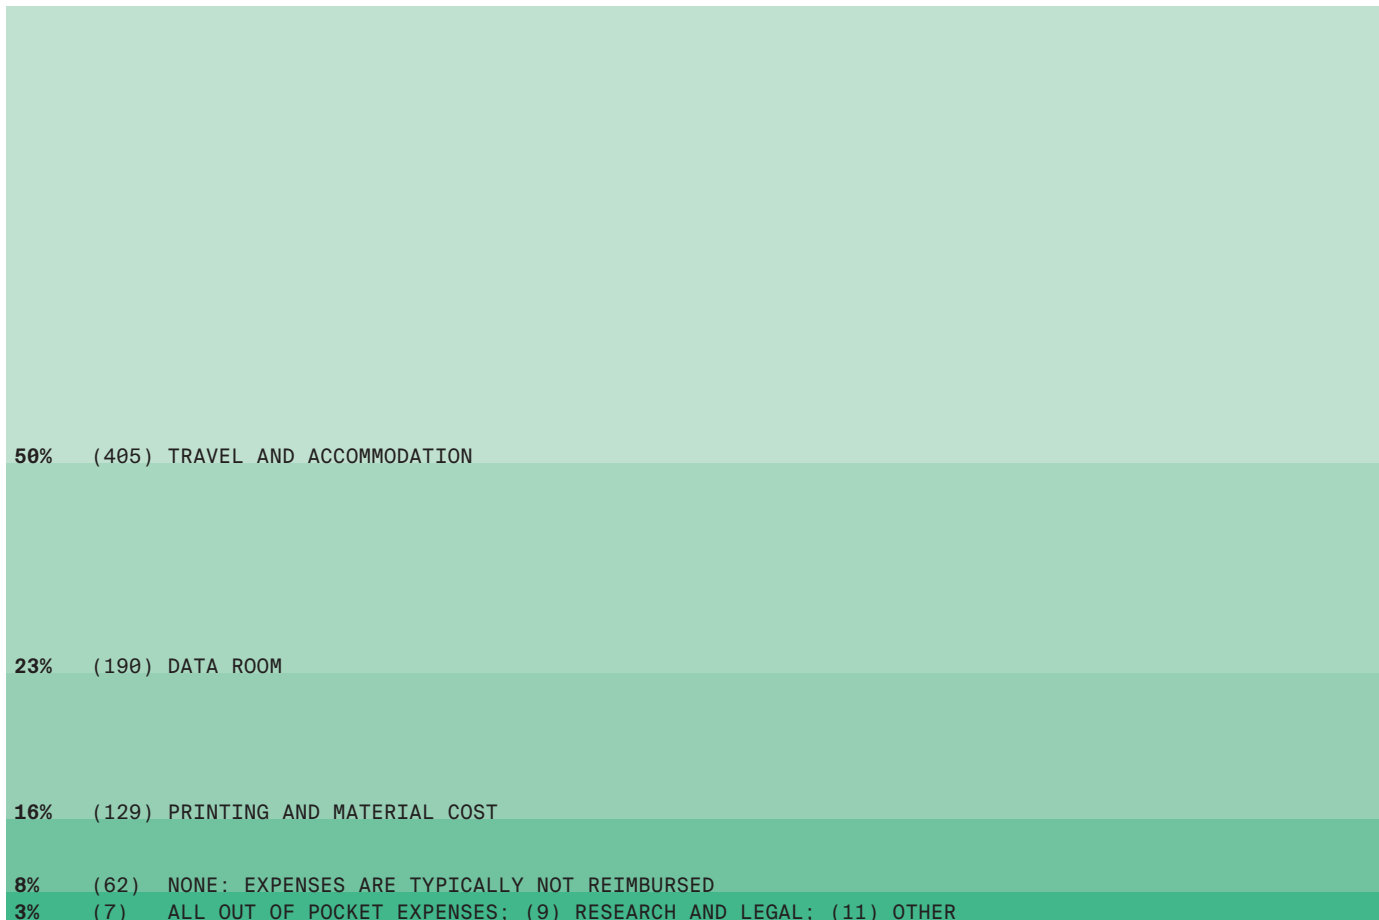 50% (405) TRAVEL AND ACCOMMODATION
23% (190) DATA ROOM
16% (129) PRINTING AND MATERIAL COST
8% (62) NONE: EXPENSES ARE TYPICALLY NOT REIMBURSED
3% (7) ALL OUT OF POCKET EXPENSES; (9) RESEARCH AND LEGAL; (11) OTHER